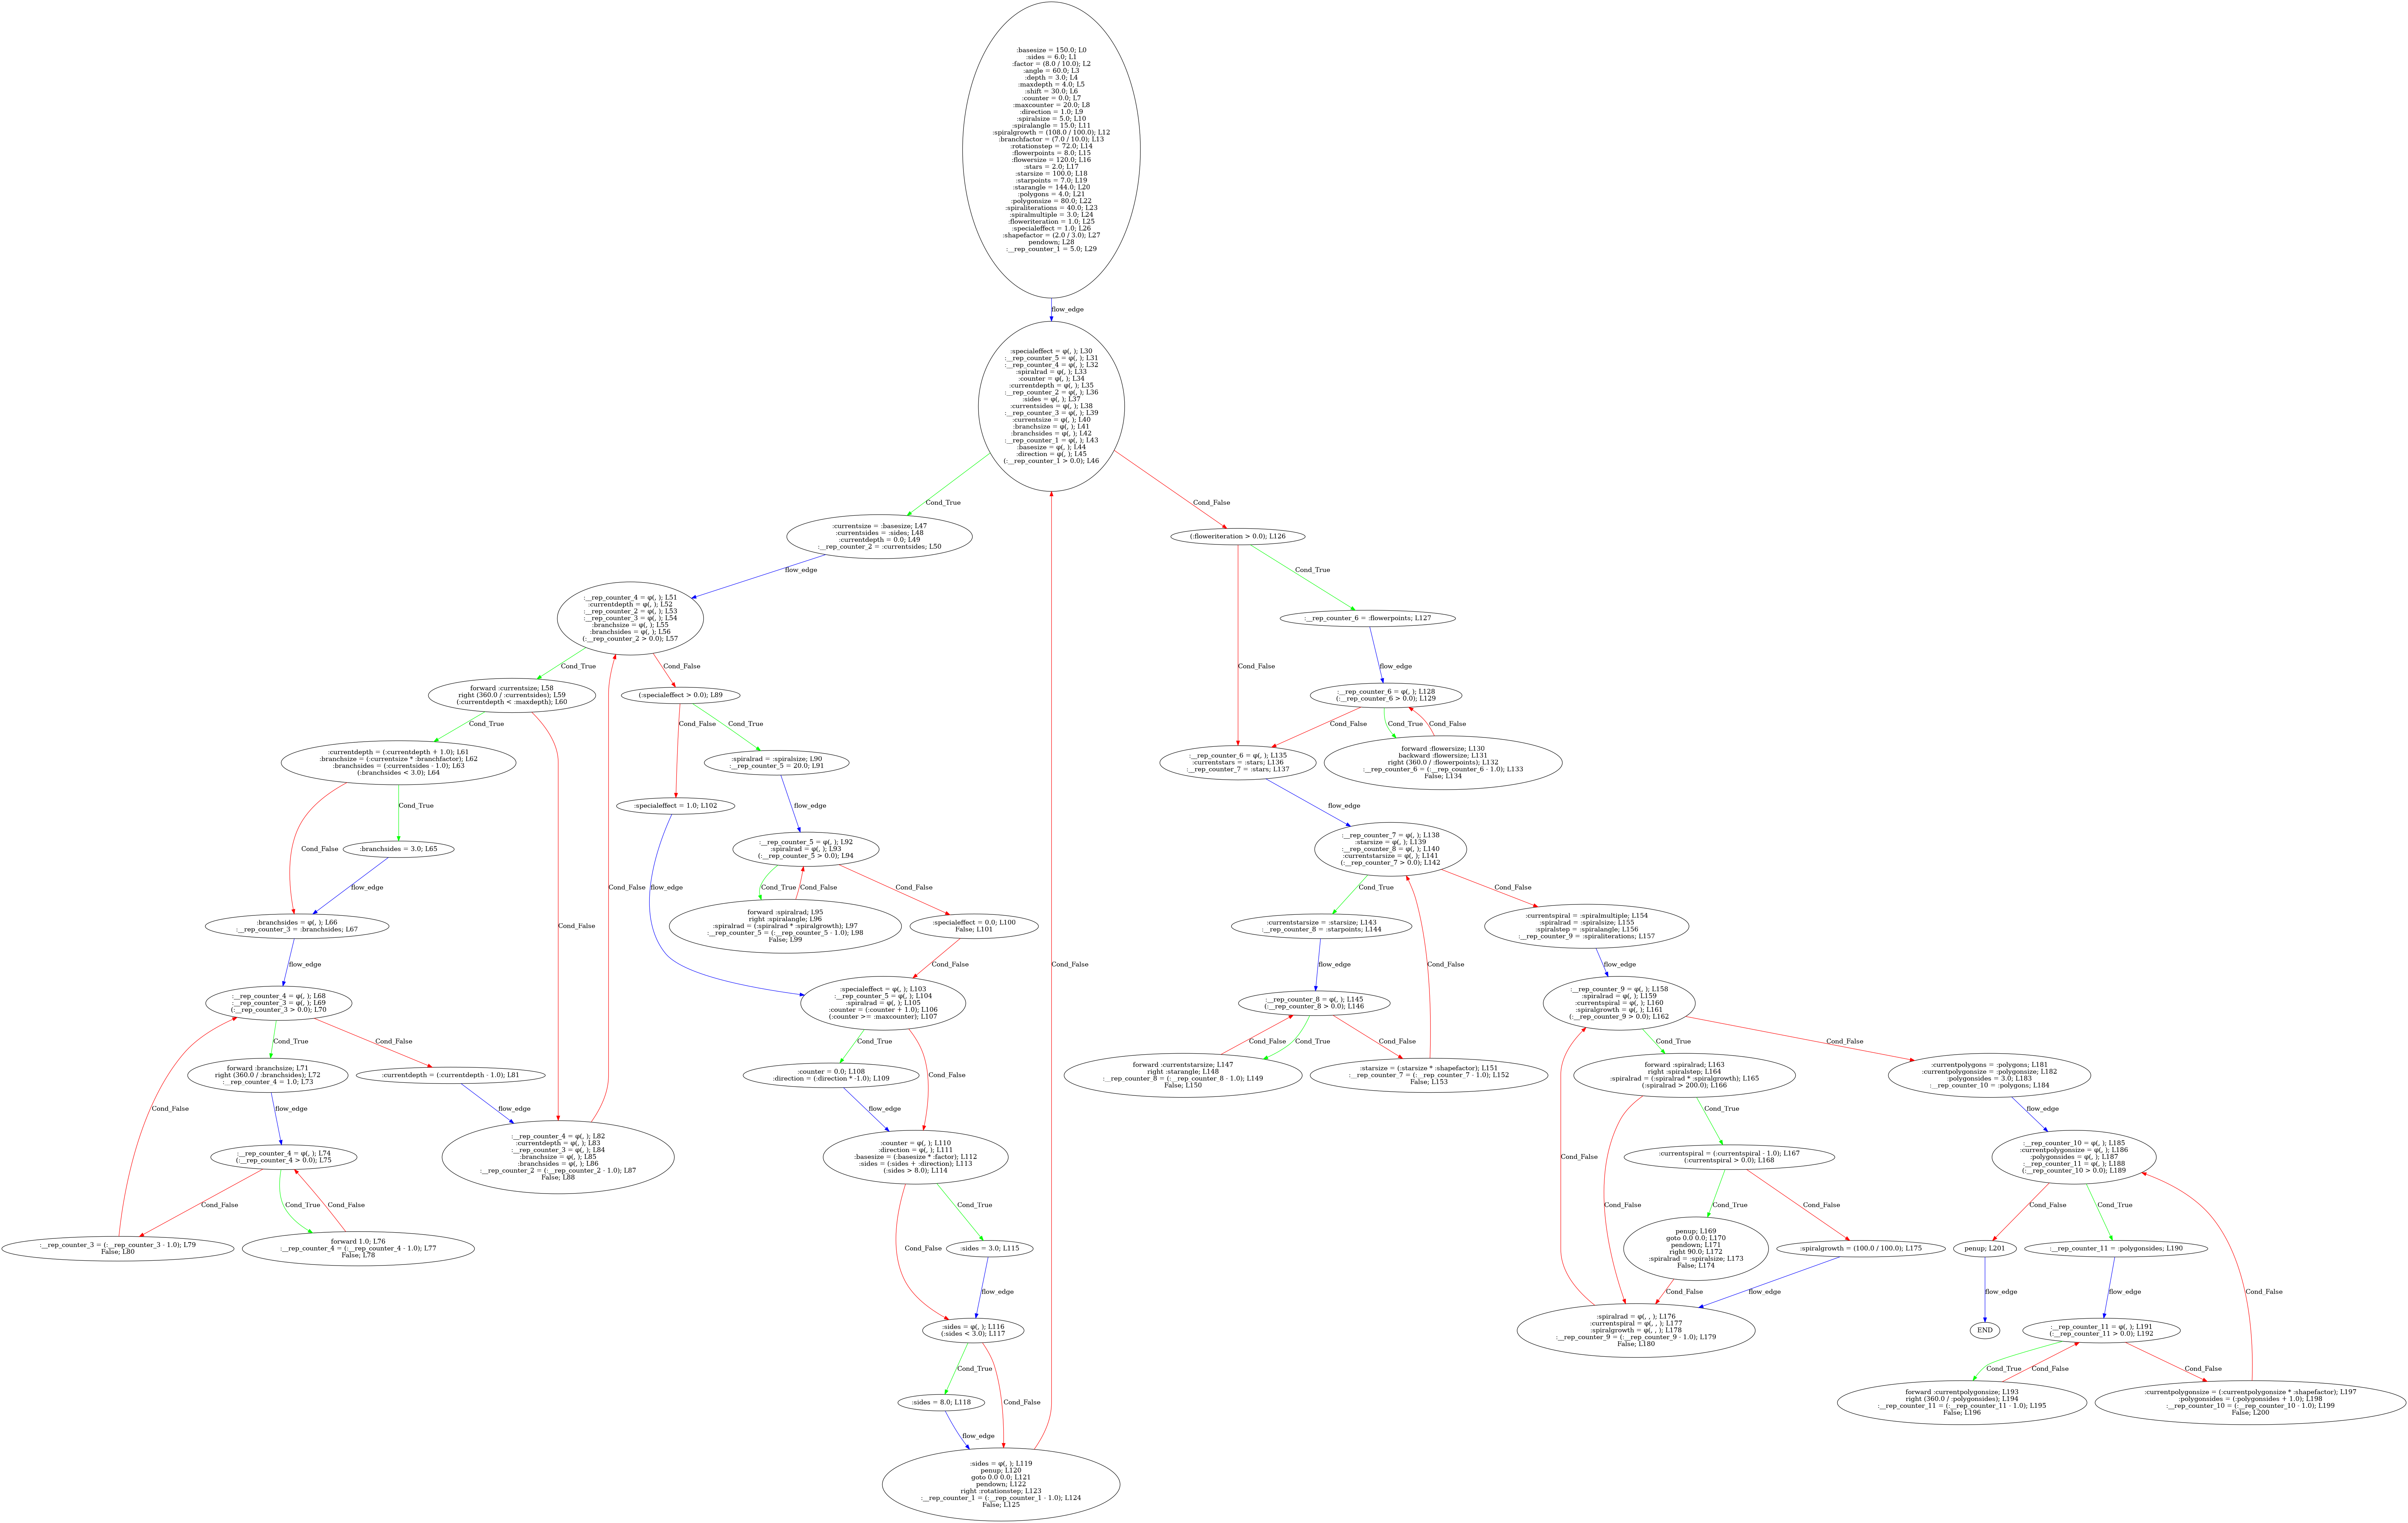 :basesize = 150.0; L0
:sides = 6.0; L1
:factor = (8.0 / 10.0); L2
:angle = 60.0; L3
:depth = 3.0; L4
:maxdepth = 4.0; L5
:shift = 30.0; L6
:counter = 0.0; L7
:maxcounter = 20.0; L8
:direction = 1.0; L9
:spiralsize = 5.0; L10
:spiralangle = 15.0; L11
:spiralgrowth = (108.0 / 100.0); L12
:branchfactor = (7.0 / 10.0); L13
:rotationstep = 72.0; L14
:flowerpoints = 8.0; L15
:flowersize = 120.0; L16
:stars = 2.0; L17
:starsize = 100.0; L18
:starpoints = 7.0; L19
:starangle = 144.0; L20
:polygons = 4.0; L21
:polygonsize = 80.0; L22
:spiraliterations = 40.0; L23
:spiralmultiple = 3.0; L24
:floweriteration = 1.0; L25
:specialeffect = 1.0; L26
:shapefactor = (2.0 / 3.0); L27
pendown; L28
:__rep_counter_1 = 5.0; L29
flow_edge
:specialeffect = φ(, ); L30
:__rep_counter_5 = φ(, ); L31
:__rep_counter_4 = φ(, ); L32
:spiralrad = φ(, ); L33
:counter = φ(, ); L34
:currentdepth = φ(, ); L35
:__rep_counter_2 = φ(, ); L36
:sides = φ(, ); L37
:currentsides = φ(, ); L38
:__rep_counter_3 = φ(, ); L39
:currentsize = φ(, ); L40
:branchsize = φ(, ); L41
:branchsides = φ(, ); L42
:__rep_counter_1 = φ(, ); L43
:basesize = φ(, ); L44
:direction = φ(, ); L45
(:__rep_counter_1 > 0.0); L46
Cond_True
Cond_False
:currentsize = :basesize; L47
:currentsides = :sides; L48
:currentdepth = 0.0; L49
:__rep_counter_2 = :currentsides; L50
flow_edge
:__rep_counter_4 = φ(, ); L51
:currentdepth = φ(, ); L52
:__rep_counter_2 = φ(, ); L53
:__rep_counter_3 = φ(, ); L54
:branchsize = φ(, ); L55
:branchsides = φ(, ); L56
(:__rep_counter_2 > 0.0); L57
Cond_True
Cond_False
forward :currentsize; L58
right (360.0 / :currentsides); L59
(:currentdepth < :maxdepth); L60
Cond_True
Cond_False
:currentdepth = (:currentdepth + 1.0); L61
:branchsize = (:currentsize * :branchfactor); L62
:branchsides = (:currentsides - 1.0); L63
(:branchsides < 3.0); L64
Cond_False
Cond_True
:branchsides = 3.0; L65
flow_edge
:branchsides = φ(, ); L66
:__rep_counter_3 = :branchsides; L67
flow_edge
:__rep_counter_4 = φ(, ); L68
:__rep_counter_3 = φ(, ); L69
(:__rep_counter_3 > 0.0); L70
Cond_True
Cond_False
forward :branchsize; L71
right (360.0 / :branchsides); L72
:__rep_counter_4 = 1.0; L73
flow_edge
:__rep_counter_4 = φ(, ); L74
(:__rep_counter_4 > 0.0); L75
Cond_False
Cond_True
Cond_False
forward 1.0; L76
:__rep_counter_4 = (:__rep_counter_4 - 1.0); L77
False; L78
:__rep_counter_3 = (:__rep_counter_3 - 1.0); L79
False; L80
Cond_False
:currentdepth = (:currentdepth - 1.0); L81
flow_edge
:__rep_counter_4 = φ(, ); L82
:currentdepth = φ(, ); L83
:__rep_counter_3 = φ(, ); L84
:branchsize = φ(, ); L85
:branchsides = φ(, ); L86
:__rep_counter_2 = (:__rep_counter_2 - 1.0); L87
False; L88
Cond_False
(:specialeffect > 0.0); L89
Cond_False
Cond_True
:spiralrad = :spiralsize; L90
:__rep_counter_5 = 20.0; L91
flow_edge
:__rep_counter_5 = φ(, ); L92
:spiralrad = φ(, ); L93
(:__rep_counter_5 > 0.0); L94
Cond_True
Cond_False
Cond_False
forward :spiralrad; L95
right :spiralangle; L96
:spiralrad = (:spiralrad * :spiralgrowth); L97
:__rep_counter_5 = (:__rep_counter_5 - 1.0); L98
False; L99
:specialeffect = 0.0; L100
False; L101
Cond_False
:specialeffect = 1.0; L102
flow_edge
:specialeffect = φ(, ); L103
:__rep_counter_5 = φ(, ); L104
:spiralrad = φ(, ); L105
:counter = (:counter + 1.0); L106
(:counter >= :maxcounter); L107
Cond_True
Cond_False
:counter = 0.0; L108
:direction = (:direction * -1.0); L109
flow_edge
:counter = φ(, ); L110
:direction = φ(, ); L111
:basesize = (:basesize * :factor); L112
:sides = (:sides + :direction); L113
(:sides > 8.0); L114
Cond_False
Cond_True
:sides = 3.0; L115
flow_edge
:sides = φ(, ); L116
(:sides < 3.0); L117
Cond_True
Cond_False
:sides = 8.0; L118
flow_edge
:sides = φ(, ); L119
penup; L120
goto 0.0 0.0; L121
pendown; L122
right :rotationstep; L123
:__rep_counter_1 = (:__rep_counter_1 - 1.0); L124
False; L125
Cond_False
(:floweriteration > 0.0); L126
Cond_False
Cond_True
:__rep_counter_6 = :flowerpoints; L127
flow_edge
:__rep_counter_6 = φ(, ); L128
(:__rep_counter_6 > 0.0); L129
Cond_False
Cond_True
Cond_False
forward :flowersize; L130
backward :flowersize; L131
right (360.0 / :flowerpoints); L132
:__rep_counter_6 = (:__rep_counter_6 - 1.0); L133
False; L134
:__rep_counter_6 = φ(, ); L135
:currentstars = :stars; L136
:__rep_counter_7 = :stars; L137
flow_edge
:__rep_counter_7 = φ(, ); L138
:starsize = φ(, ); L139
:__rep_counter_8 = φ(, ); L140
:currentstarsize = φ(, ); L141
(:__rep_counter_7 > 0.0); L142
Cond_True
Cond_False
:currentstarsize = :starsize; L143
:__rep_counter_8 = :starpoints; L144
flow_edge
:__rep_counter_8 = φ(, ); L145
(:__rep_counter_8 > 0.0); L146
Cond_False
Cond_True
Cond_False
forward :currentstarsize; L147
right :starangle; L148
:__rep_counter_8 = (:__rep_counter_8 - 1.0); L149
False; L150
:starsize = (:starsize * :shapefactor); L151
:__rep_counter_7 = (:__rep_counter_7 - 1.0); L152
False; L153
Cond_False
:currentspiral = :spiralmultiple; L154
:spiralrad = :spiralsize; L155
:spiralstep = :spiralangle; L156
:__rep_counter_9 = :spiraliterations; L157
flow_edge
:__rep_counter_9 = φ(, ); L158
:spiralrad = φ(, ); L159
:currentspiral = φ(, ); L160
:spiralgrowth = φ(, ); L161
(:__rep_counter_9 > 0.0); L162
Cond_True
Cond_False
forward :spiralrad; L163
right :spiralstep; L164
:spiralrad = (:spiralrad * :spiralgrowth); L165
(:spiralrad > 200.0); L166
Cond_False
Cond_True
:currentspiral = (:currentspiral - 1.0); L167
(:currentspiral > 0.0); L168
Cond_True
Cond_False
penup; L169
goto 0.0 0.0; L170
pendown; L171
right 90.0; L172
:spiralrad = :spiralsize; L173
False; L174
Cond_False
:spiralgrowth = (100.0 / 100.0); L175
flow_edge
:spiralrad = φ(, , ); L176
:currentspiral = φ(, , ); L177
:spiralgrowth = φ(, , ); L178
:__rep_counter_9 = (:__rep_counter_9 - 1.0); L179
False; L180
Cond_False
:currentpolygons = :polygons; L181
:currentpolygonsize = :polygonsize; L182
:polygonsides = 3.0; L183
:__rep_counter_10 = :polygons; L184
flow_edge
:__rep_counter_10 = φ(, ); L185
:currentpolygonsize = φ(, ); L186
:polygonsides = φ(, ); L187
:__rep_counter_11 = φ(, ); L188
(:__rep_counter_10 > 0.0); L189
Cond_False
Cond_True
:__rep_counter_11 = :polygonsides; L190
flow_edge
:__rep_counter_11 = φ(, ); L191
(:__rep_counter_11 > 0.0); L192
Cond_True
Cond_False
Cond_False
forward :currentpolygonsize; L193
right (360.0 / :polygonsides); L194
:__rep_counter_11 = (:__rep_counter_11 - 1.0); L195
False; L196
:currentpolygonsize = (:currentpolygonsize * :shapefactor); L197
:polygonsides = (:polygonsides + 1.0); L198
:__rep_counter_10 = (:__rep_counter_10 - 1.0); L199
False; L200
Cond_False
penup; L201
flow_edge
END